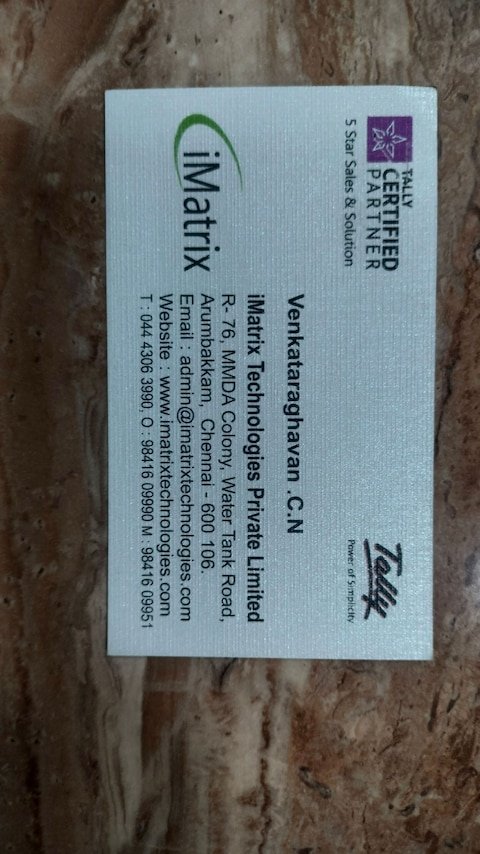 TALLY
CERTIFIED
PARTNER
5 Star Sales & Solution
Tally
Power of Simplicity
Venkataraghavan .C.N
iMatrix
iMatrix Technologies Private Limited
R- 76, MMDA Colony, Water Tank Road,
Arumbakkam, Chennai - 600 106.
Email : admin@imatrixtechnologies.com
Website : www.imatrixtechnologies.com
T : 044 4306 3990, O : 98416 09990 M : 98416 09951